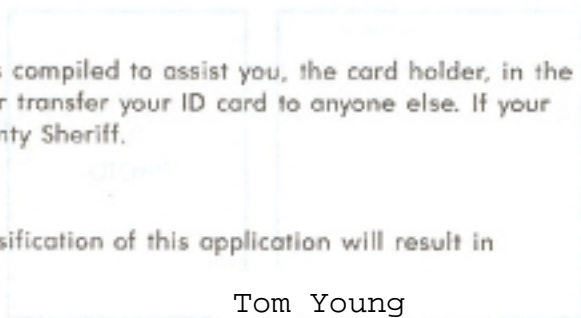 compiled to assist you, the card holder, in the
transfer your ID card to anyone else. If your
nty Sheriff.
sification of this application will result in
Tom Young